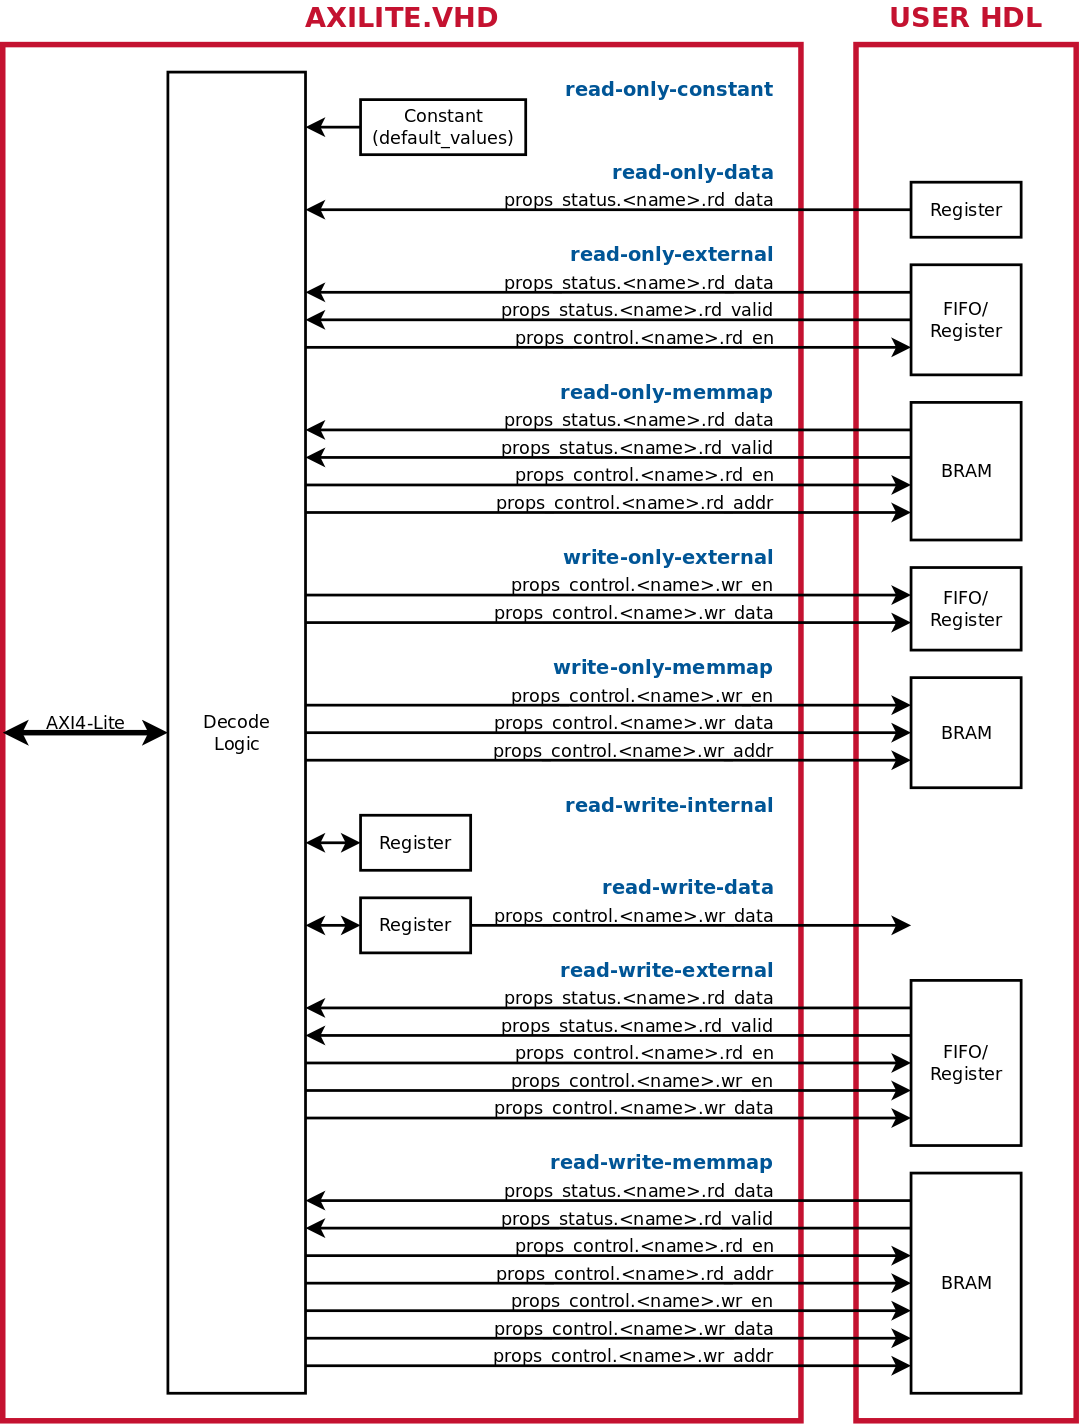 AXILITE.VHD
USER HDL
read-only-constant
Constant
(default_values)
read-only-data
props_status.<name>.rd_data
Register
read-only-external
props_status.<name>.rd_data
props_status.<name>.rd_valid
props_control.<name>.rd_en
FIFO/
Register
read-only-memmap
props_status.<name>.rd_data
props_status.<name>.rd_valid
props_control.<name>.rd_en
props_control.<name>.rd_addr
BRAM
write-only-external
props_control.<name>.wr_en
props_control.<name>.wr_data
FIFO/
Register
write-only-memmap
props_control.<name>.wr_en
props_control.<name>.wr_data
props_control.<name>.wr_addr
BRAM
AXI4-Lite
Decode
Logic
read-write-internal
Register
read-write-data
Register
props_control.<name>.wr_data
read-write-external
props_status.<name>.rd_data
props_status.<name>.rd_valid
props_control.<name>.rd_en
props_control.<name>.wr_en
props_control.<name>.wr_data
FIFO/
Register
read-write-memmap
props_status.<name>.rd_data
props_status.<name>.rd_valid
props_control.<name>.rd_en
props_control.<name>.rd_addr
props_control.<name>.wr_en
props_control.<name>.wr_data
props_control.<name>.wr_addr
BRAM